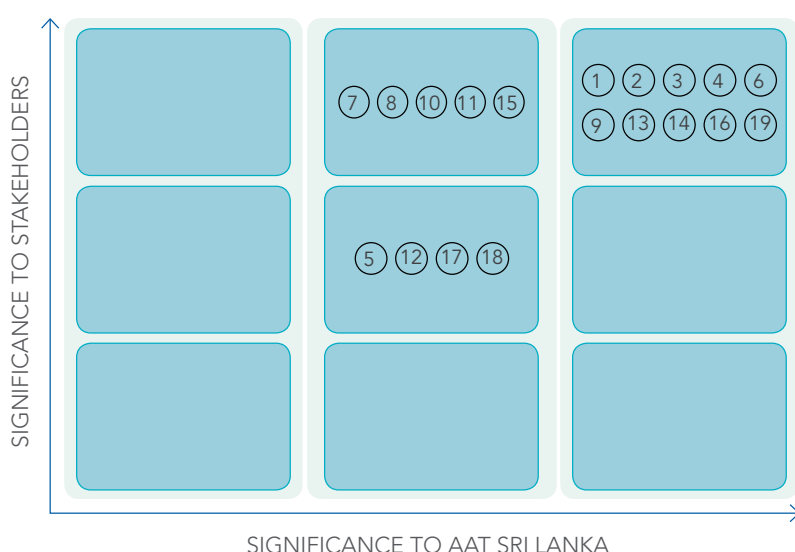 SIGNIFICANCE TO STAKEHOLDERS
7 8 10 11 15
1 2 3 4 6
9 13 14 16 19
5 12 17 18
SIGNIFICANCE TO AAT SRI LANKA